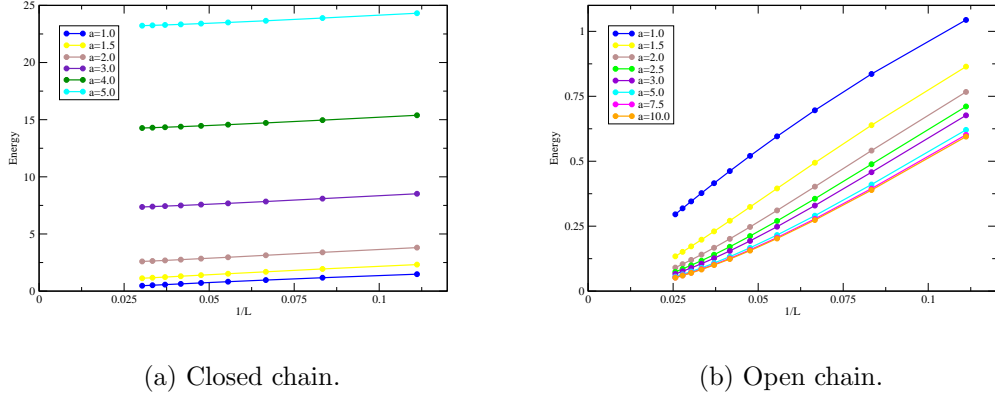 25
20
15
10
5
0
Energy
a=1.0
a=1.5
a=2.0
a=3.0
a=4.0
a=5.0
0 0.025 0.05 0.075 0.1
1/L
(a) Closed chain.
1
0.75
0.5
0.25
0
Energy
a=1.0
a=1.5
a=2.0
a=2.5
a=3.0
a=5.0
a=7.5
a=10.0
0 0.025 0.05 0.075 0.1
1/L
(b) Open chain.